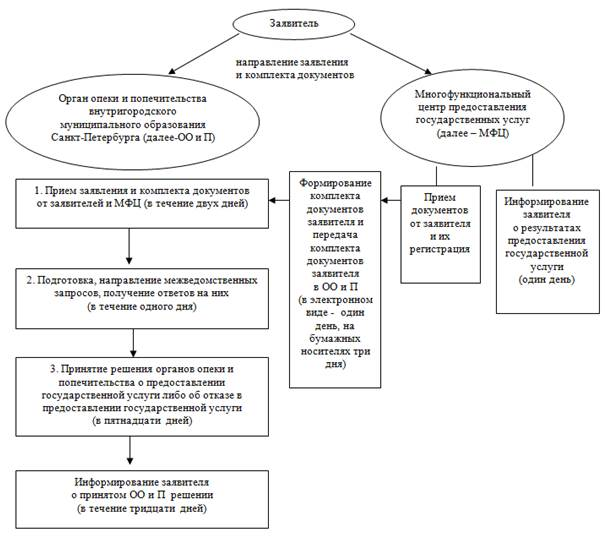 Заявитель
направление заявления
и комплекта документов
Орган опеки и попечительства
внутригородского
муниципального образования
Санкт-Петербурга (далее-ОО и П)
Многофункциональный
центр предоставления
государственных услуг
(далее – МФЦ)
1. Прием заявления и комплекта документов
от заявителей и МФЦ (в течение двух дней)
Формирование
комплекта
документов
заявителя и
передача
комплекта
документов
заявителя
в ОО и П
(в электронном
виде - один
день, на
бумажных
носителях три
дня)
Прием
документов
от заявителя
и их
регистрация
Информирование
заявителя
о результатах
предоставления
государственной
услуги
(один день)
2. Подготовка, направление межведомственных
запросов, получение ответов на них
(в течение одного дня)
3. Принятие решения органов опеки и
попечительства о предоставлении
государственной услуги либо об отказе в
предоставлении государственной услуги
(в пятнадцати дней)
Информирование заявителя
о принятом ОО и П решении
(в течение тридцати дней)